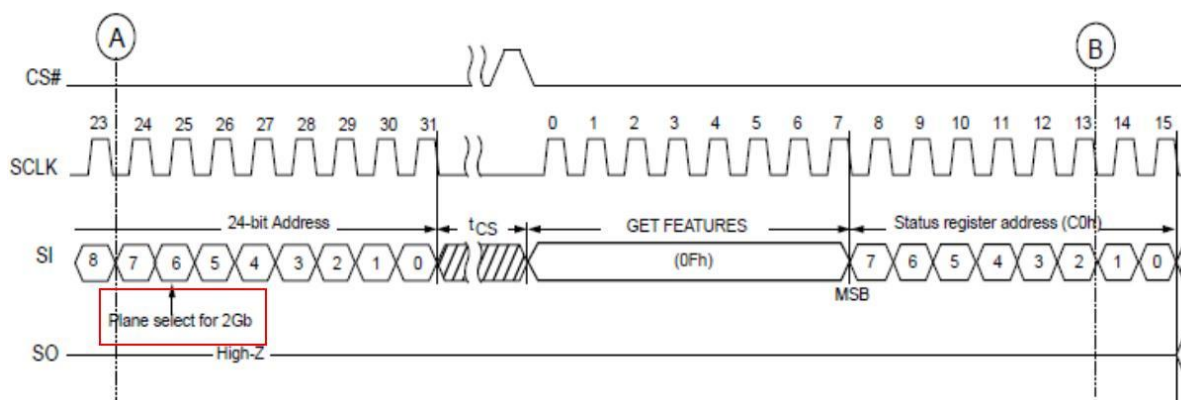 A
B
CS#
23 24 25 26 27 28 29 30 31 0 1 2 3 4 5 6 7 8 9 10 11 12 13 14 15
SCLK
24-bit Address tCS GET FEATURES Status register address (C0h)
SI 8 7 6 5 4 3 2 1 0 (0Fh) 7 6 5 4 3 2 1 0
MSB
Plane select for 2Gb
SO High-Z